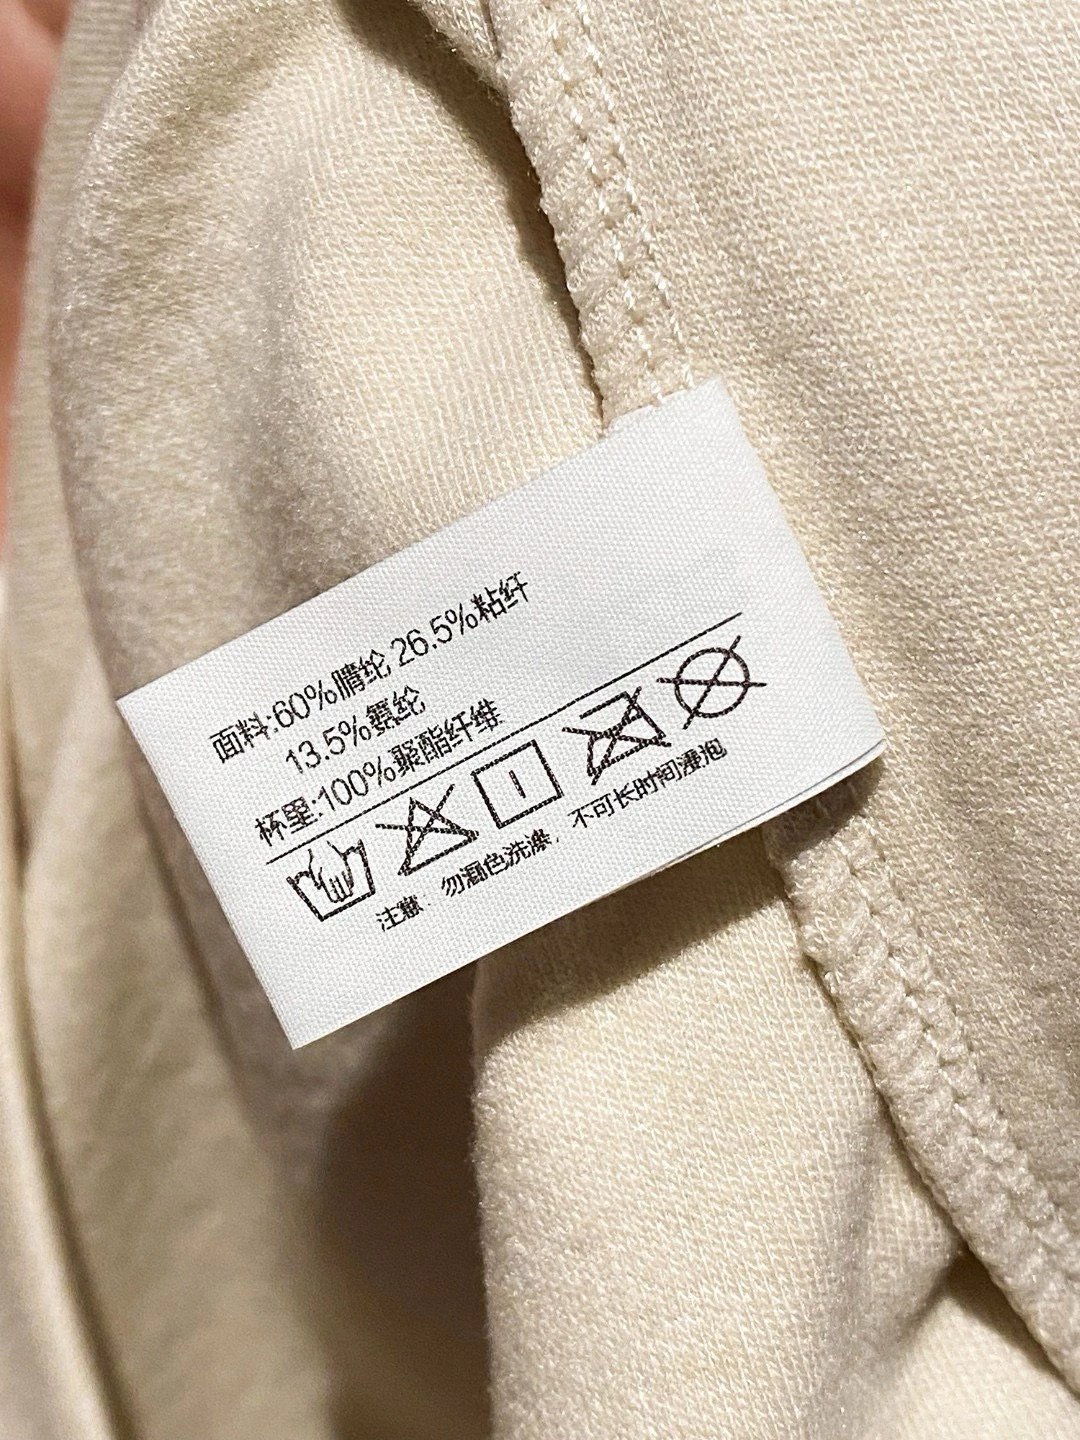 面料:60%腈纶 26.5%粘纤
13.5%氨纶
杯里:100%聚酯纤维
注意：勿混色洗涤，不可长时间浸泡